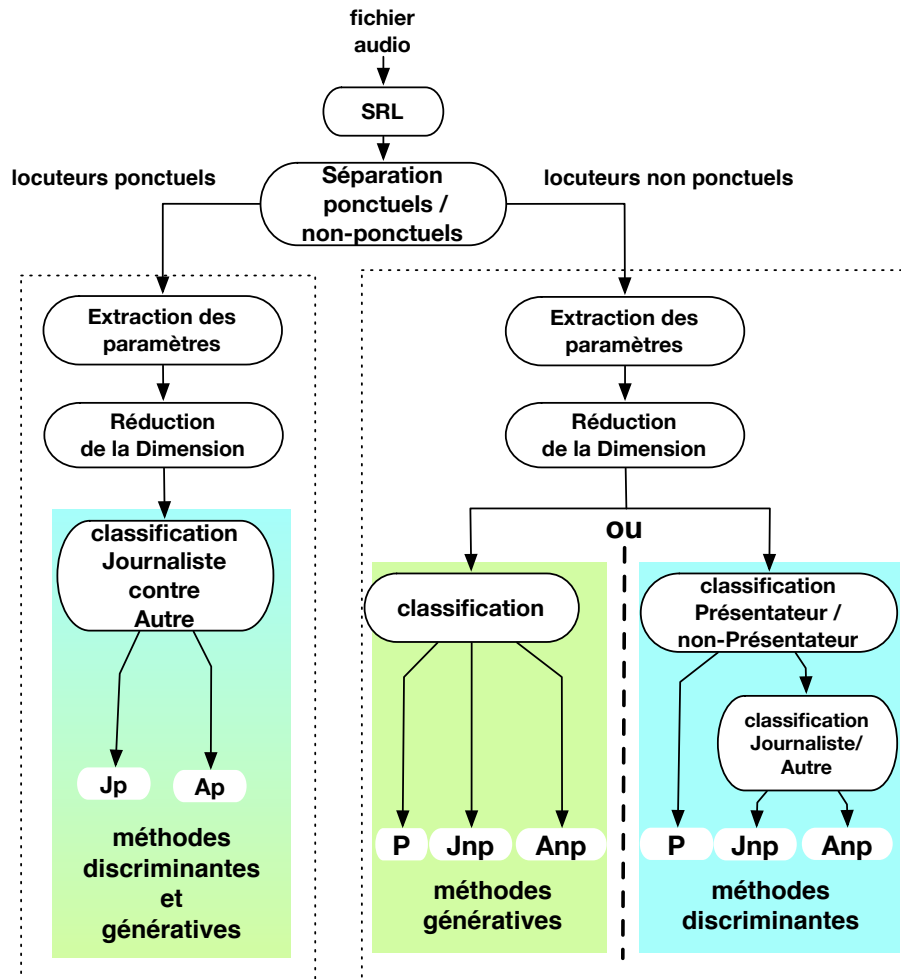 fichier
audio
SRL
locuteurs ponctuels
Séparation
ponctuels /
non-ponctuels
locuteurs non ponctuels
Extraction des
paramètres
Réduction
de la Dimension
classification
Journaliste
contre
Autre
Jp
Ap
méthodes
discriminantes
et
génératives
Extraction des
paramètres
Réduction
de la Dimension
ou
classification
P
Jnp
Anp
méthodes
génératives
classification
Présentateur /
non-Présentateur
classification
Journaliste/
Autre
P
Jnp
Anp
méthodes
discriminantes